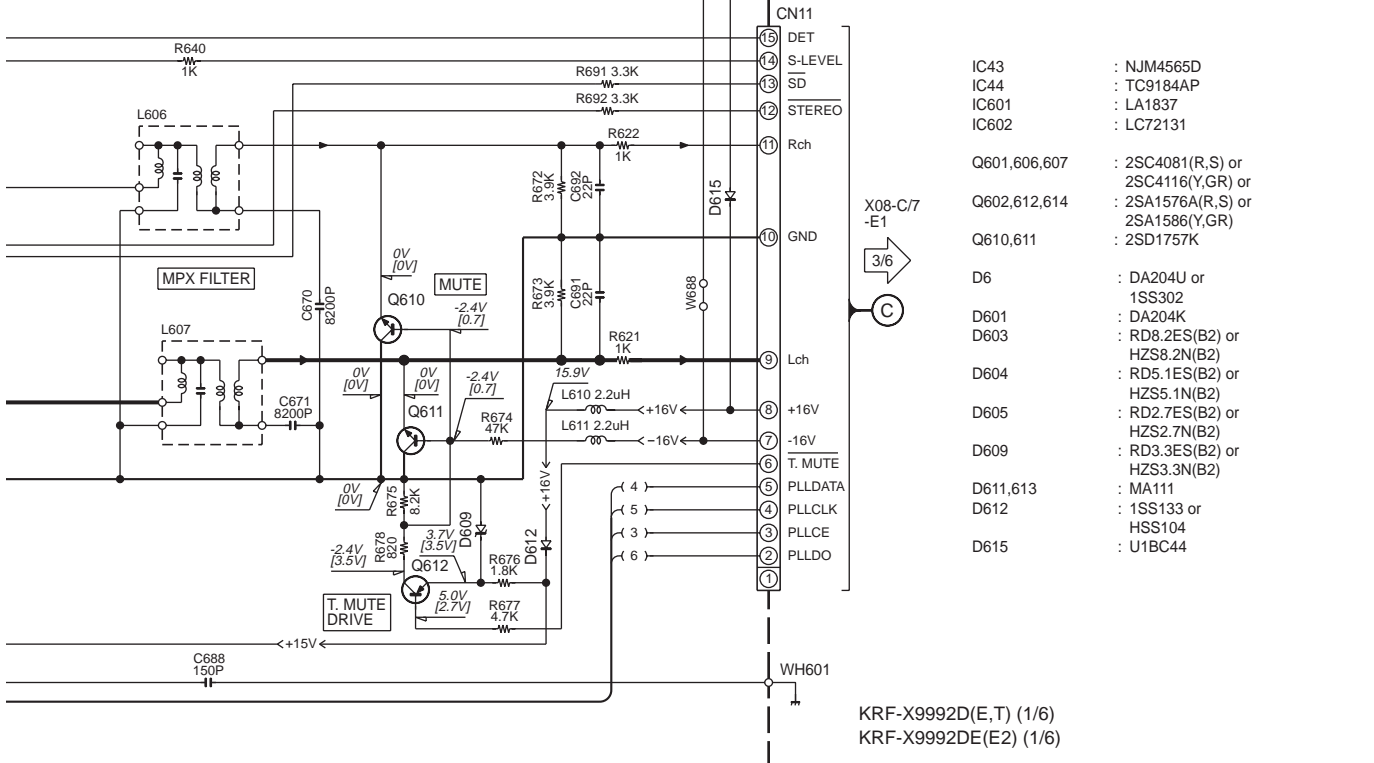 CN11
15 DET
R640
1K
14 S-LEVEL
R691 3.3K
13 SD
R692 3.3K
12 STEREO
L606
R622
1K
11 Rch
R672
3.9K
C692
22P
D615
10 GND
MPX FILTER
C670
8200P
0V
[0V]
Q610
MUTE
-2.4V
[0.7]
R673
3.9K
C691
22P
W688
L607
R621
1K
9 Lch
0V
[0V]
0V
[0V]
-2.4V
[0.7]
15.9V
L610 2.2uH
+16V
8 +16V
C671
8200P
Q611
R674
47K
L611 2.2uH
-16V
7 -16V
6 T. MUTE
+16V
0V
[0V]
R675
8.2K
4
5 PLLDATA
5
4 PLLCLK
3
3 PLLCE
6
2 PLLDO
1
D609
D612
-2.4V
[3.5V]
R678
820
3.7V
[3.5V]
Q612
R676
1.8K
5.0V
[2.7V]
R677
4.7K
T. MUTE
DRIVE
+15V
C688
150P
WH601
X08-C/7
-E1
3/6
C
IC43 : NJM4565D
IC44 : TC9184AP
IC601 : LA1837
IC602 : LC72131
Q601,606,607 : 2SC4081(R,S) or
2SC4116(Y,GR) or
Q602,612,614 : 2SA1576A(R,S) or
2SA1586(Y,GR)
Q610,611 : 2SD1757K
D6 : DA204U or
1SS302
D601 : DA204K
D603 : RD8.2ES(B2) or
HZS8.2N(B2)
D604 : RD5.1ES(B2) or
HZS5.1N(B2)
D605 : RD2.7ES(B2) or
HZS2.7N(B2)
D609 : RD3.3ES(B2) or
HZS3.3N(B2)
D611,613 : MA111
D612 : 1SS133 or
HSS104
D615 : U1BC44
KRF-X9992D(E,T) (1/6)
KRF-X9992DE(E2) (1/6)